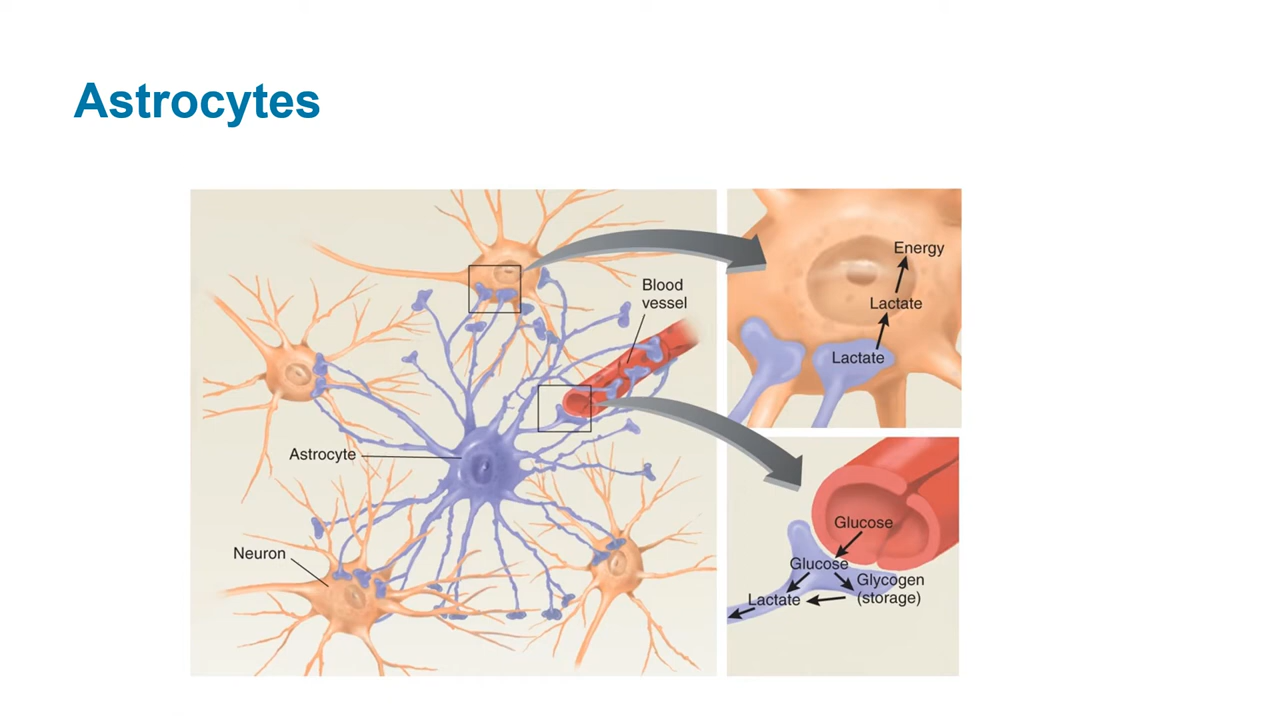 Astrocytes
Blood
vessel
Astrocyte
Neuron
Energy
Lactate
Lactate
Glucose
Glucose
Glycogen
(storage)
Lactate